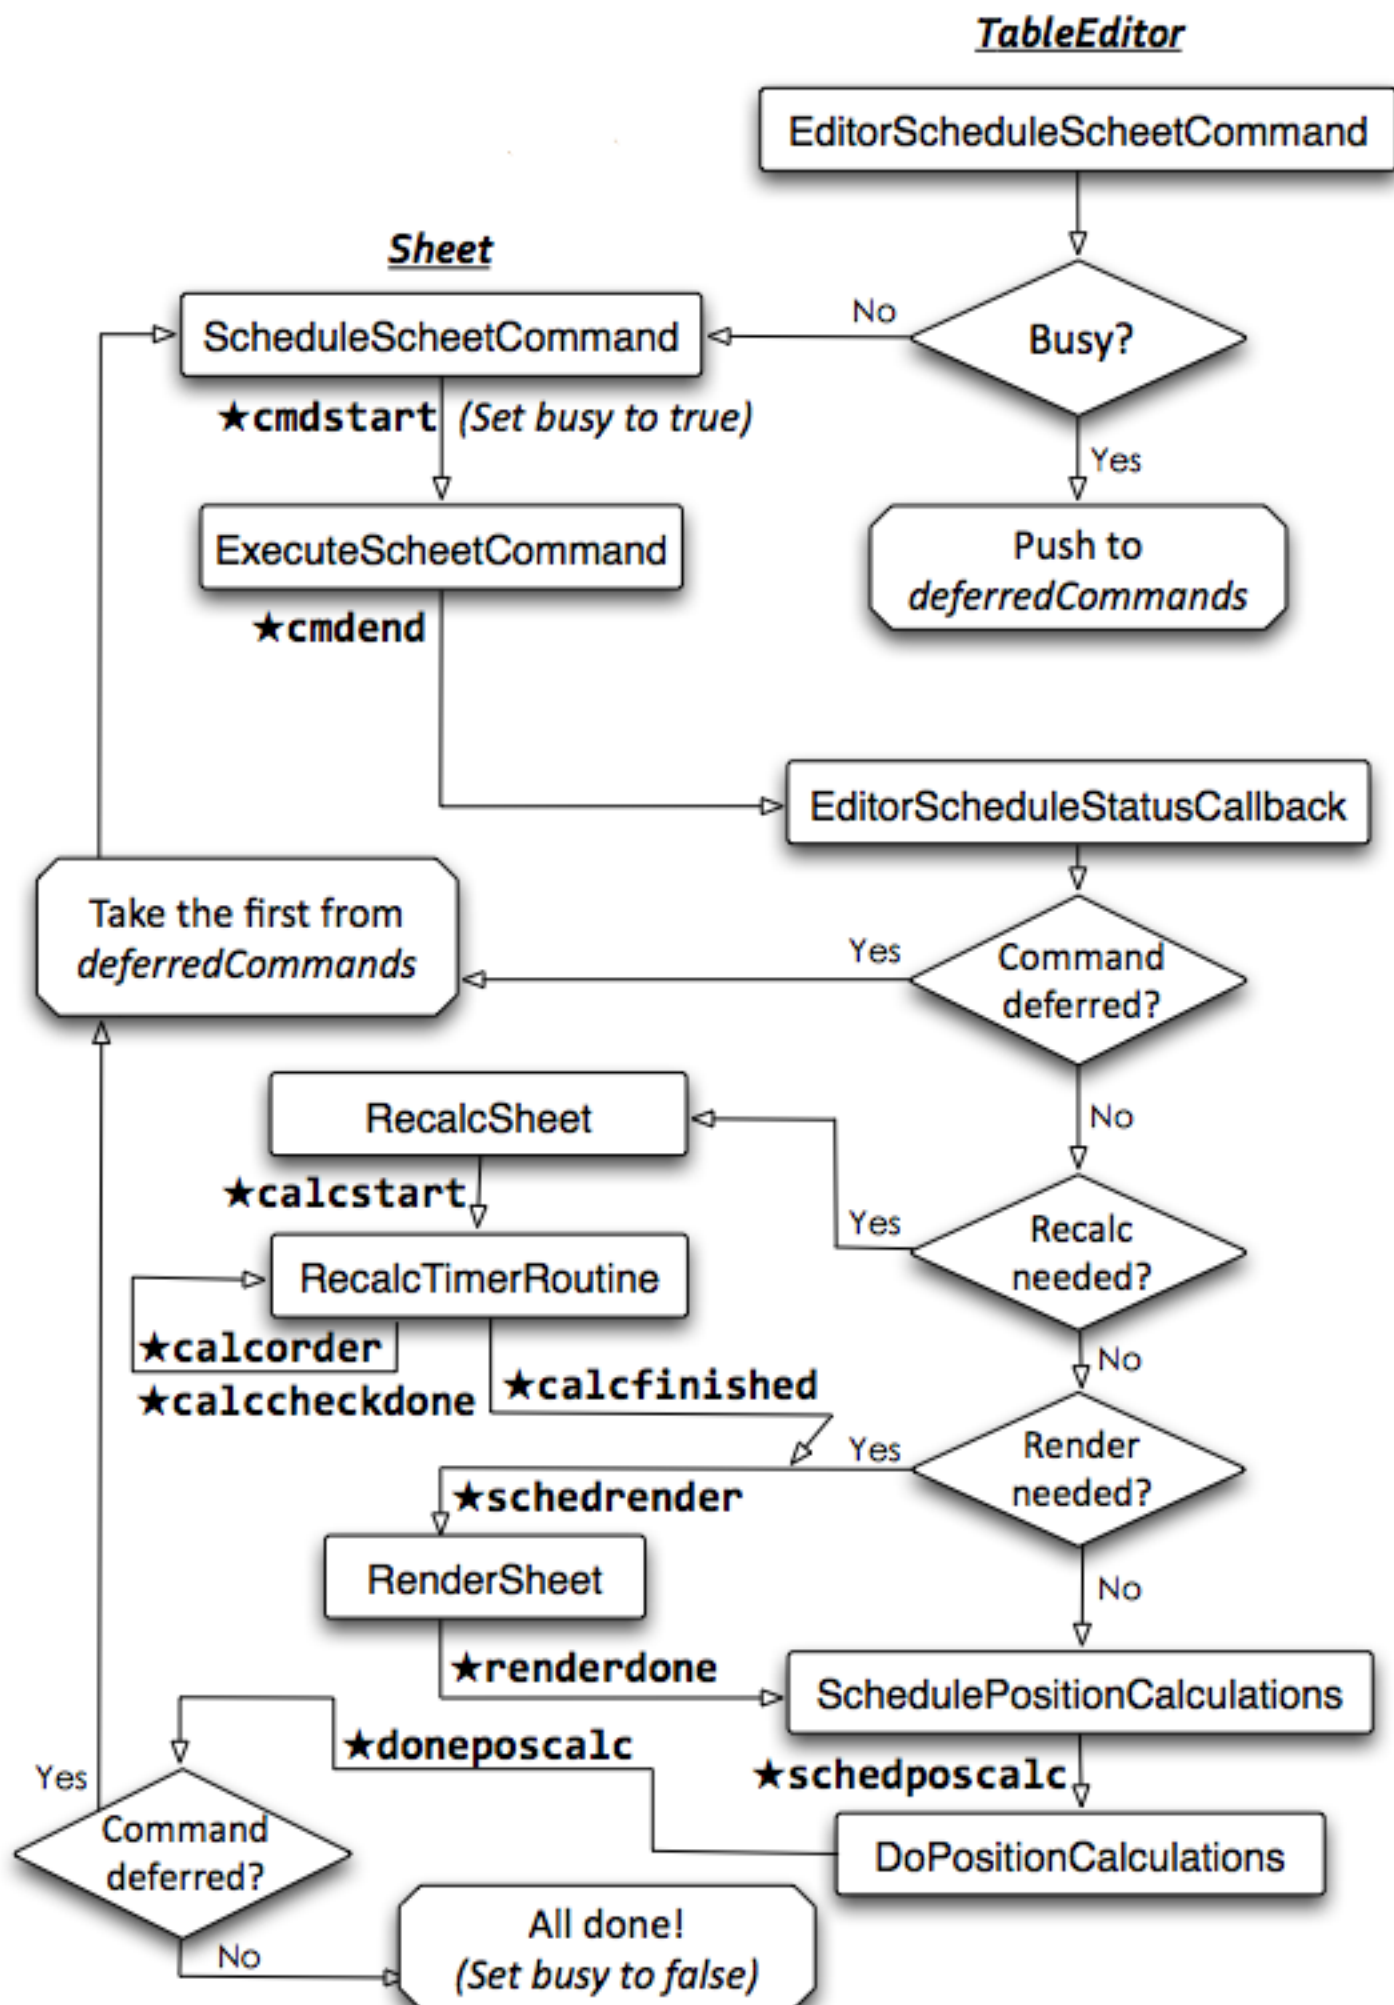 TableEditor
EditorScheduleScheetCommand
Sheet
No
ScheduleScheetCommand
Busy?
★cmdstart (Set busy to true)
Yes
ExecuteScheetCommand
Push to
deferredCommands
★cmdend
EditorScheduleStatusCallback
Take the first from
deferredCommands
Yes
Command
deferred?
RecalcSheet
No
★calcstart
Yes
Recalc
needed?
RecalcTimerRoutine
★calcorder
No
★calccheckdone
★calcfinished
Yes
Render
needed?
★schedrender
RenderSheet
No
★renderdone
SchedulePositionCalculations
★doneposcalc
★schedposcalc
Yes
Command
deferred?
DoPositionCalculations
No
All done!
(Set busy to false)